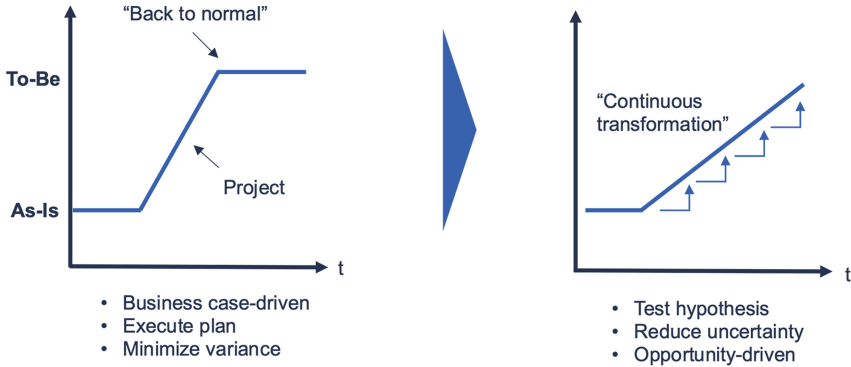 “Back to normal”
To-Be
Project
As-Is
t
• Business case-driven
• Execute plan
• Minimize variance
“Continuous
transformation”
t
• Test hypothesis
• Reduce uncertainty
• Opportunity-driven